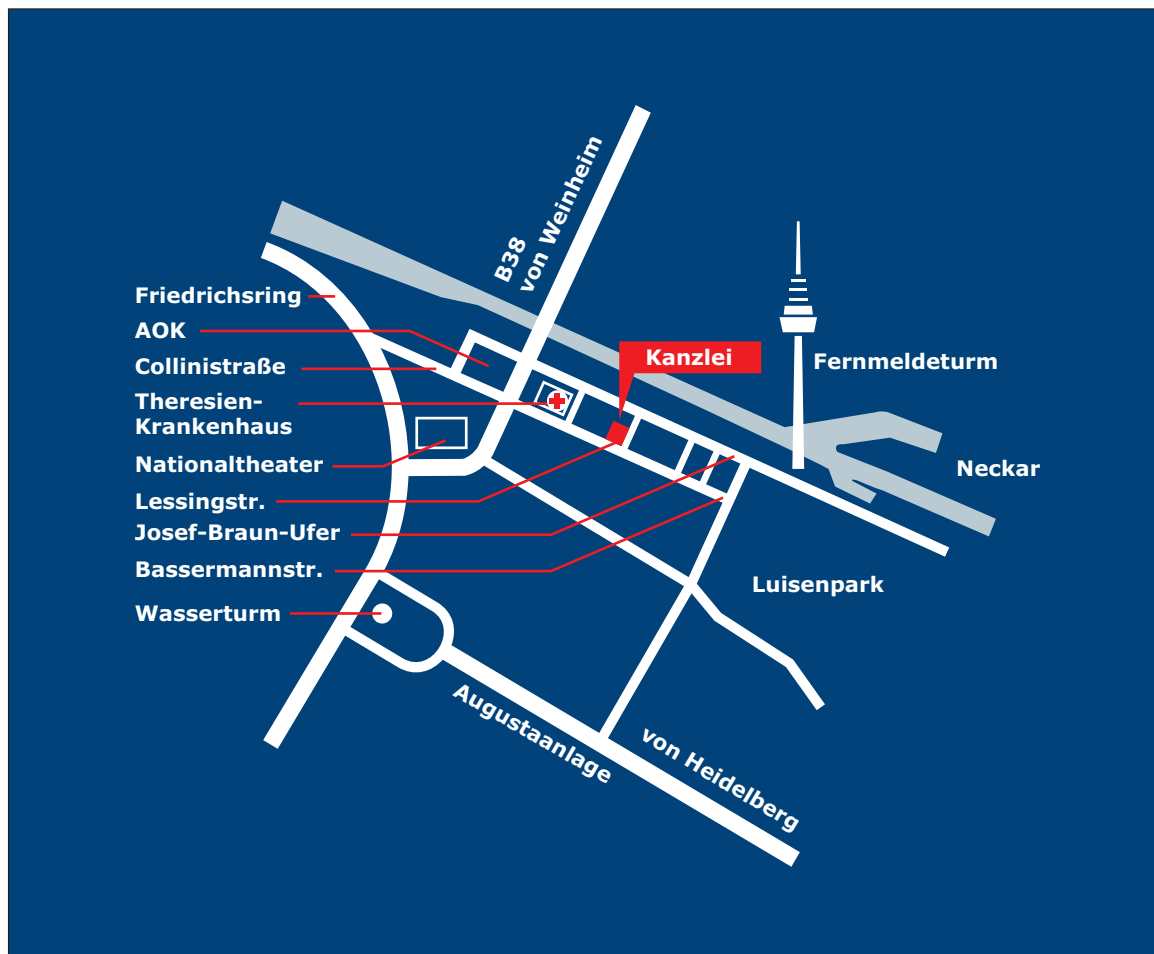 B38
von Weinheim
Friedrichsring
AOK
Collinistraße
Theresien-
Krankenhaus
Nationaltheater
Lessingstr.
Josef-Braun-Ufer
Bassermannstr.
Wasserturm
Kanzlei
Fernmeldeturm
Neckar
Luisenpark
Augustaanlage
von Heidelberg